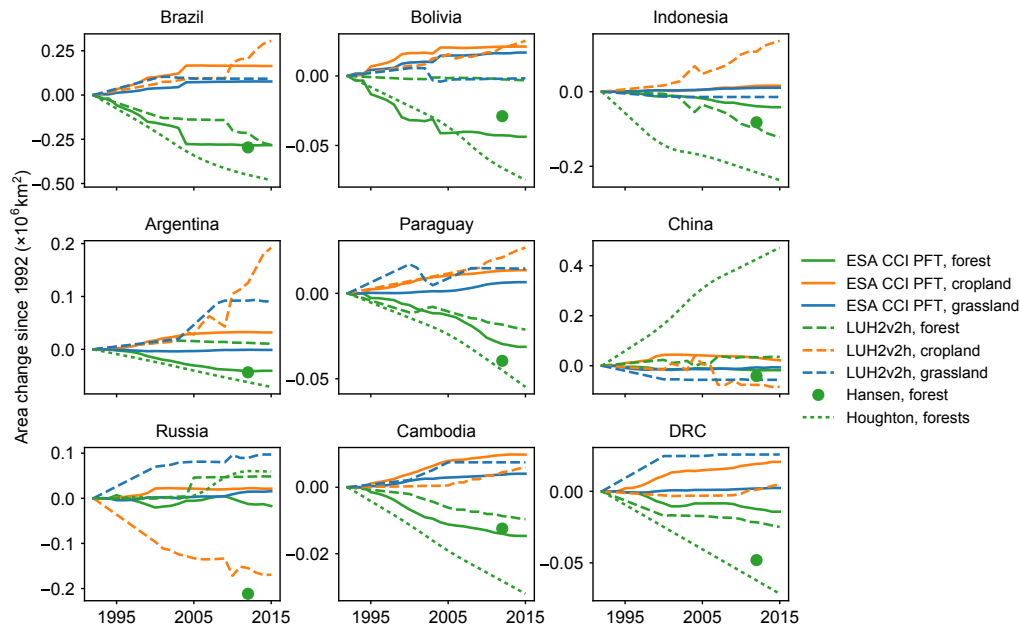 Brazil
Bolivia
Indonesia
0.25
0.00
−0.25
−0.50
0.00
−0.05
0.0
−0.2
Area change since 1992 (×10⁶km²)
Argentina
Paraguay
China
0.2
0.1
0.0
0.00
−0.05
0.4
0.2
0.0
ESA CCI PFT, forest
ESA CCI PFT, cropland
ESA CCI PFT, grassland
LUH2v2h, forest
LUH2v2h, cropland
LUH2v2h, grassland
Hansen, forest
Houghton, forests
Russia
Cambodia
DRC
0.1
0.0
−0.1
−0.2
0.00
−0.02
0.00
−0.05
1995 2005 2015
1995 2005 2015
1995 2005 2015